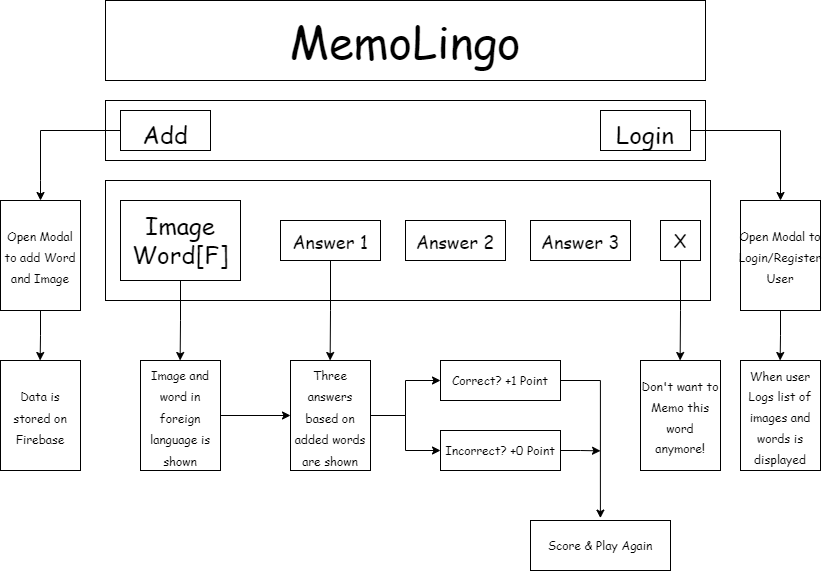 MemoLingo
Add
Login
Image
Word[F]
Answer 1
Answer 2
Answer 3
X
Open Modal
to add Word
and Image
Open Modal to
Login/Register
User
Data is
stored on
Firebase
Image and
word in
foreign
language is
shown
Three
answers
based on
added words
are shown
Correct? +1 Point
Incorrect? +0 Point
Don't want to
Memo this
word
anymore!
When user
Logs list of
images and
words is
displayed
Score & Play Again